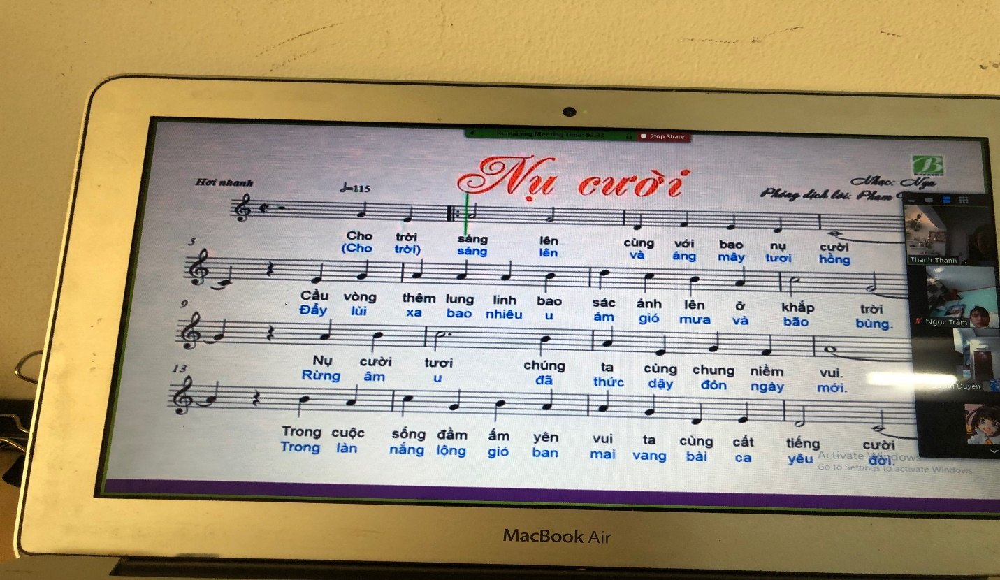 Remaining Meeting Time: 03:33
Stop Share
Nụ cười
Hơi nhanh
=115
Nhạc: Nga
Phỏng dịch lời: Phạm
Cho trời sáng lên cùng với bao nụ cười
(Cho trời) sáng lên và áng mây tươi hồng
5
Cầu vòng thêm lung linh bao sác ánh lên ở khắp trời
Đẩy lùi xa bao nhiêu u ám gió mưa và bão bùng.
9
Nụ cười tươi chúng ta cùng chung niềm vui.
Rừng âm u đã thức dậy đón ngày mới.
13
Trong cuộc sống đầm ấm yên vui ta cùng cất tiếng cười
Trong làn nắng lộng gió ban mai vang bài ca yêu đời.
Thanh Thanh
Ngọc Trâm
Duyên
Activate Windows
Go to Settings to activate Windows.
MacBook Air